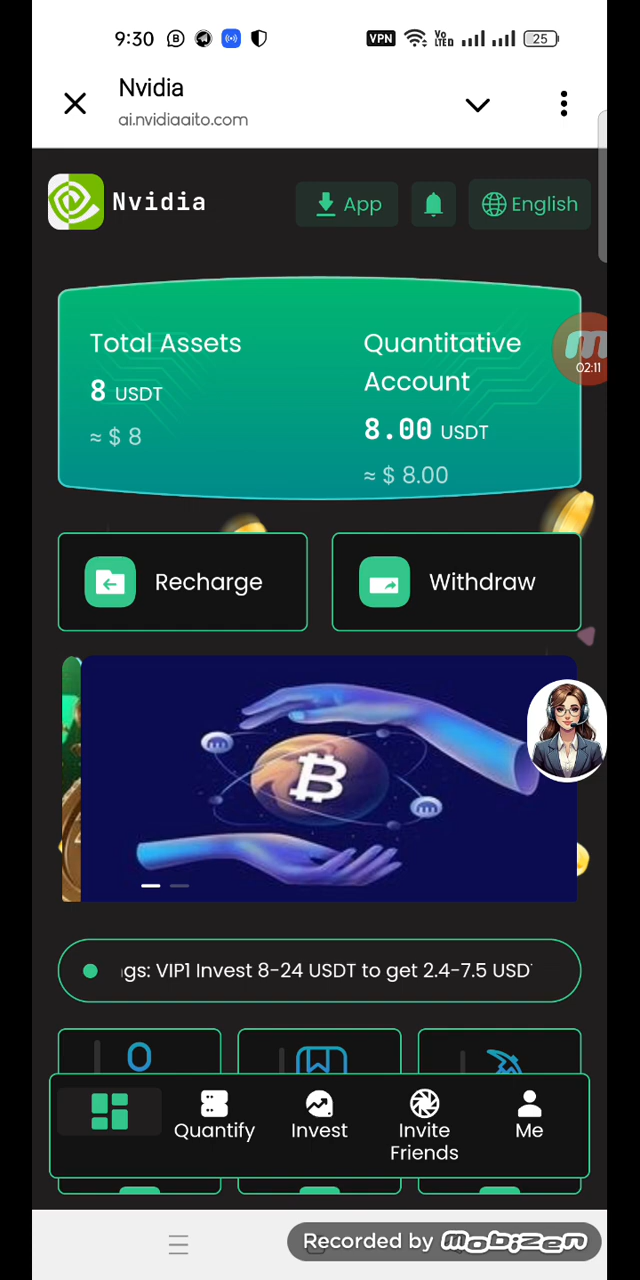 9:30
VPN
Vo
LTED
25
Nvidia
ai.nvidiaaito.com
Nvidia
App
English
Total Assets
8 USDT
≈ $ 8
Quantitative
Account
8.00 USDT
≈ $ 8.00
02:11
Recharge
Withdraw
gs: VIP1 Invest 8-24 USDT to get 2.4-7.5 USD
Quantify
Invest
Invite
Friends
Me
Recorded by mobizen